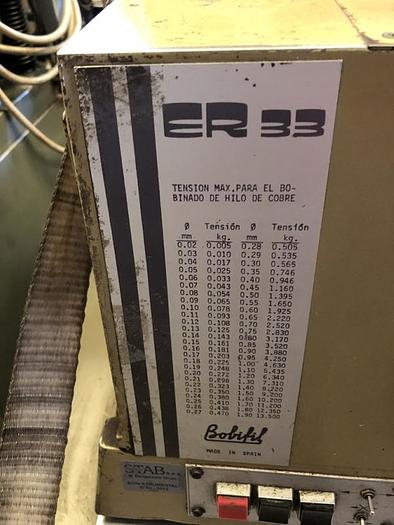 ER 33
TENSION MAX.PARA EL BO-
BINADO DE HILO DE COBRE
Ø Tensión Ø Tensión
mm kg. mm kg.
0.02 0.005 0.28 0.505
0.03 0.010 0.29 0.535
0.04 0.017 0.30 0.565
0.05 0.025 0.35 0.746
0.06 0.033 0.40 0.946
0.07 0.043 0.45 1.160
0.08 0.054 0.50 1.395
0.09 0.065 0.55 1.650
0.10 0.078 0.60 1.925
0.11 0.093 0.65 2.220
0.12 0.108 0.70 2.520
0.13 0.125 0.75 2.830
0.14 0.143 0.80 3.170
0.15 0.161 0.85 3.520
0.16 0.181 0.90 3.880
0.17 0.203 0.95 4.250
0.18 0.225 1.00 4.630
0.19 0.248 1.10 5.435
0.20 0.272 1.20 6.340
0.21 0.298 1.30 7.310
0.22 0.323 1.40 8.220
0.23 0.350 1.50 9.200
0.24 0.380 1.60 10.200
0.25 0.410 1.70 11.200
0.26 0.438 1.80 12.350
0.27 0.470 1.90 13.500
Bobifil
MADE IN SPAIN
STAB